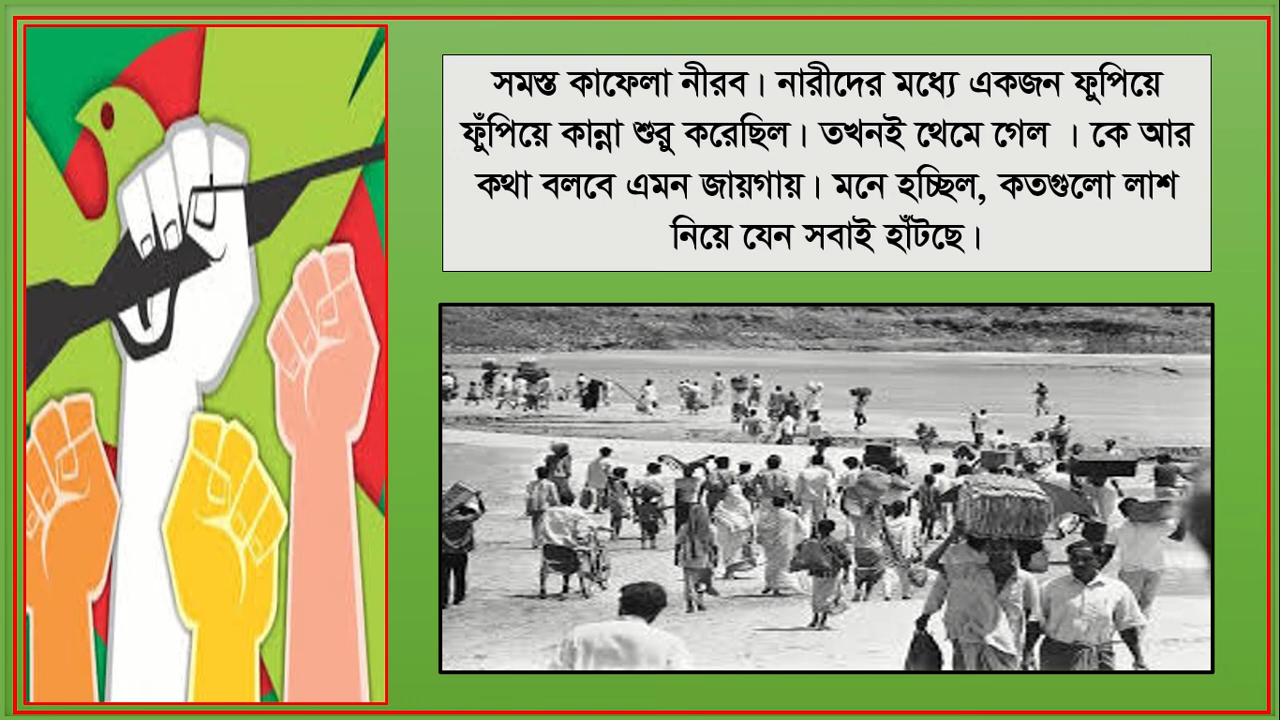 সমস্ত কাফেলা নীরব। নারীদের মধ্যে একজন ফুপিয়ে
ফুঁপিয়ে কান্না শুরু করেছিল। তখনই থেমে গেল । কে আর
কথা বলবে এমন জায়গায়। মনে হচ্ছিল, কতগুলো লাশ
নিয়ে যেন সবাই হাঁটছে।